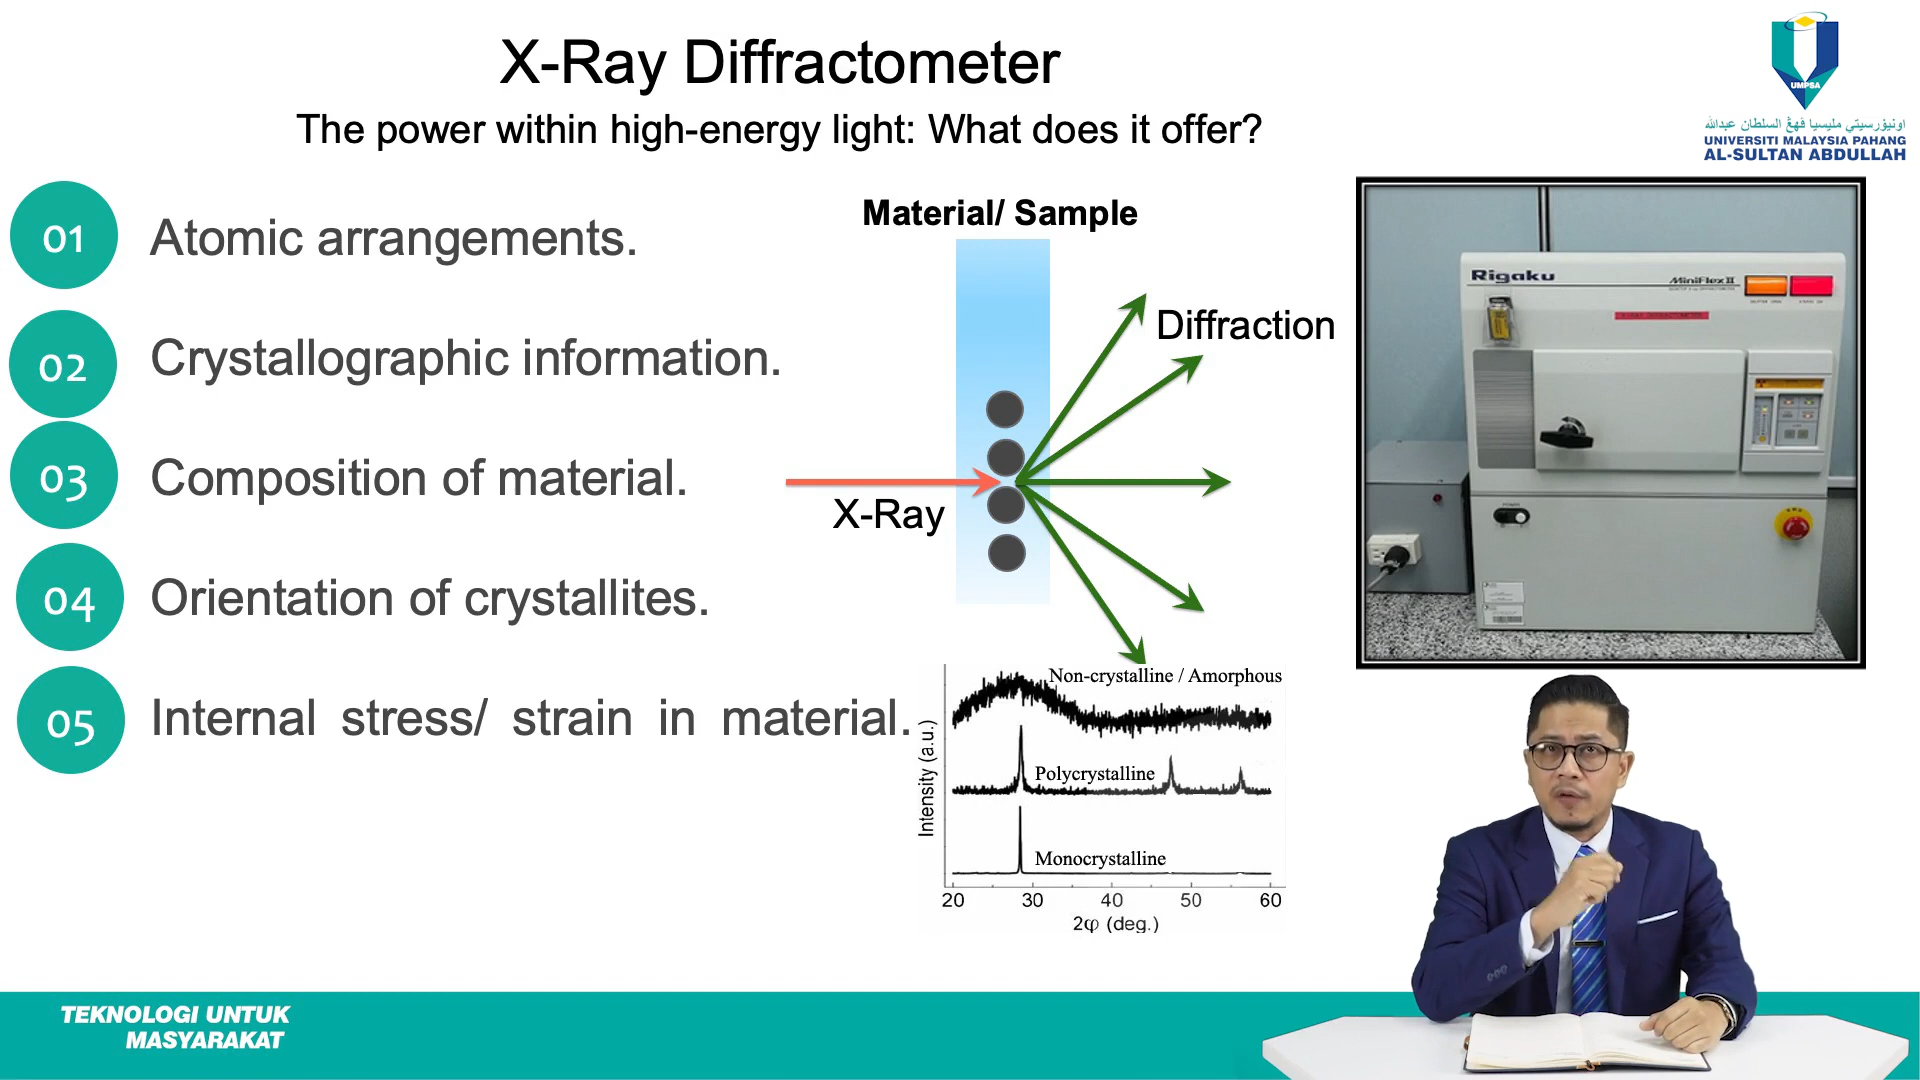 X-Ray Diffractometer
The power within high-energy light: What does it offer?
UMPSA
اونيۏرسيتي مليسيا ڤهڠ السلطان عبدالله
UNIVERSITI MALAYSIA PAHANG
AL-SULTAN ABDULLAH
01 Atomic arrangements.
02 Crystallographic information.
03 Composition of material.
04 Orientation of crystallites.
05 Internal stress/ strain in material.
Material/ Sample
Diffraction
X-Ray
Rigaku
MiniFlex II
X-RAY DIFFRACTOMETER
POWER
Non-crystalline / Amorphous
Polycrystalline
Monocrystalline
Intensity (a.u.)
20 30 40 50 60
2φ (deg.)
TEKNOLOGI UNTUK
MASYARAKAT